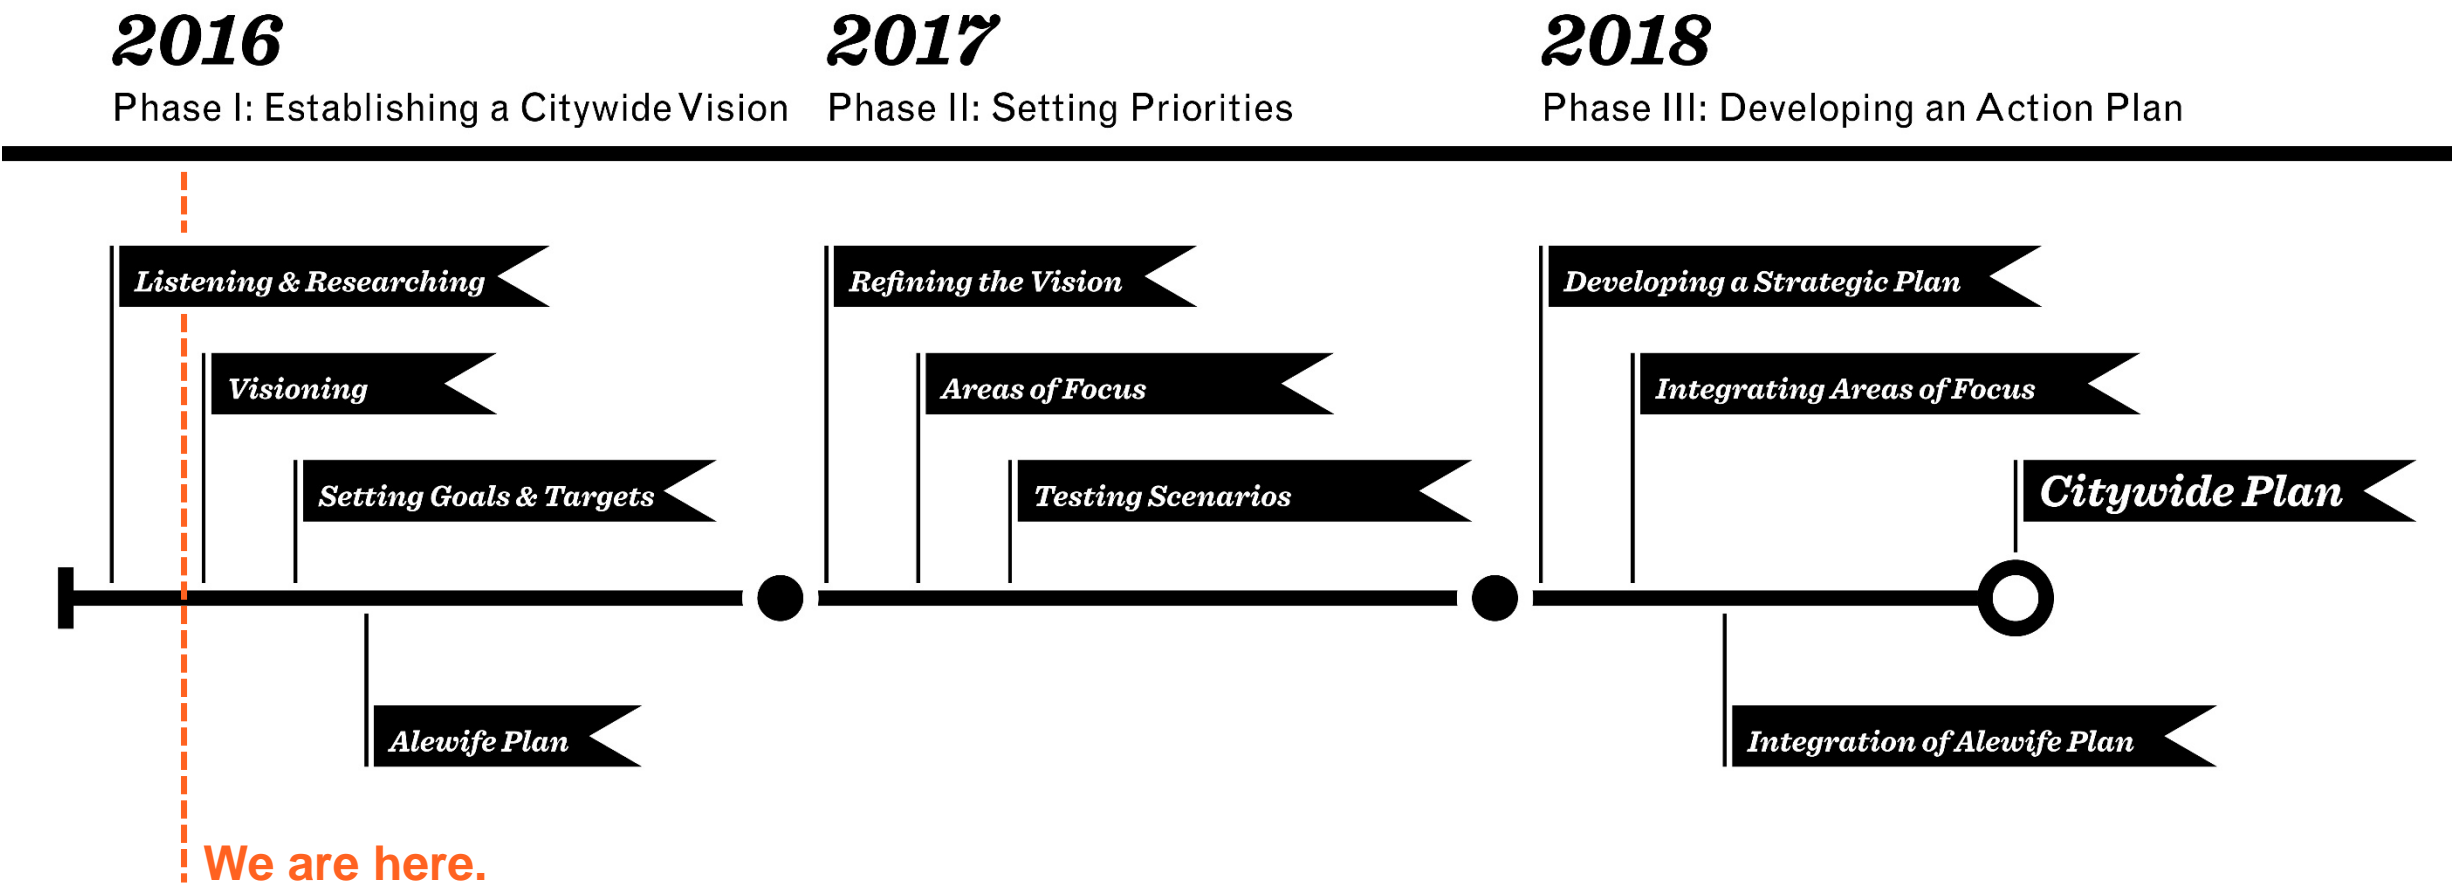 2016
Phase I: Establishing a Citywide Vision
2017
Phase II: Setting Priorities
2018
Phase III: Developing an Action Plan
Listening & Researching
Visioning
Setting Goals & Targets
Alewife Plan
Refining the Vision
Areas of Focus
Testing Scenarios
Developing a Strategic Plan
Integrating Areas of Focus
Citywide Plan
Integration of Alewife Plan
We are here.